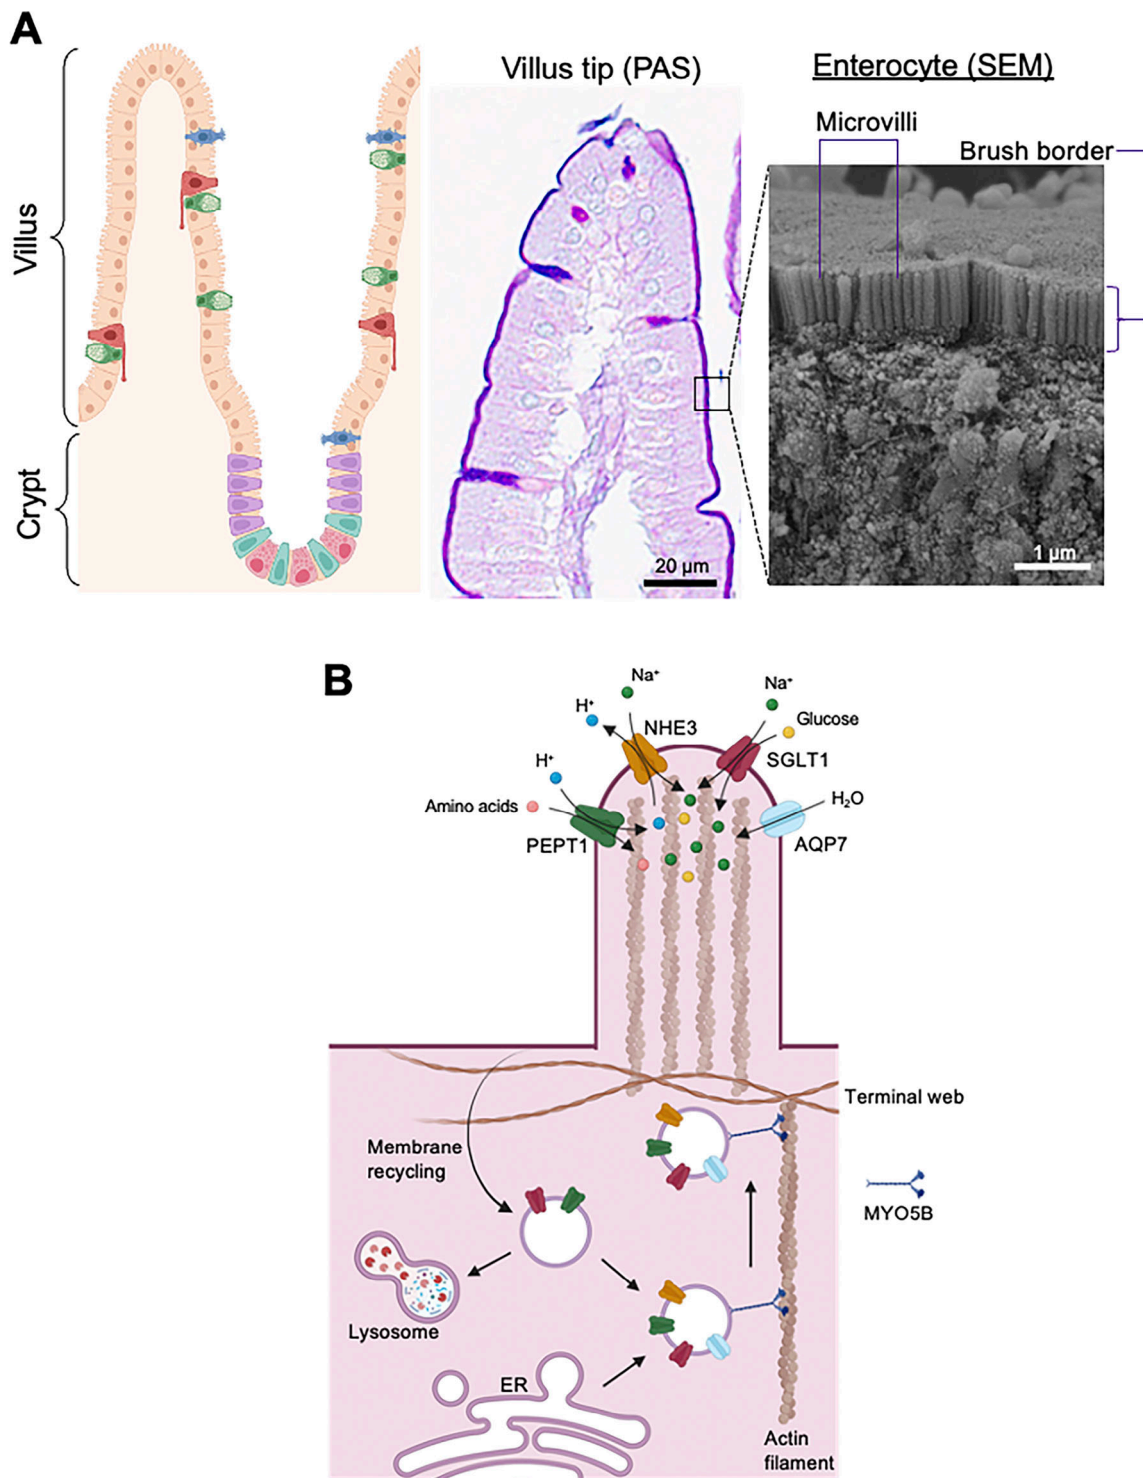 A
Villus
Crypt
Villus tip (PAS)
20 µm
Enterocyte (SEM)
Microvilli
Brush border
1 µm
B
Na⁺
H⁺
NHE3
Na⁺
Glucose
SGLT1
H⁺
Amino acids
PEPT1
H₂O
AQP7
Terminal web
Membrane
recycling
MYO5B
Lysosome
ER
Actin
filament